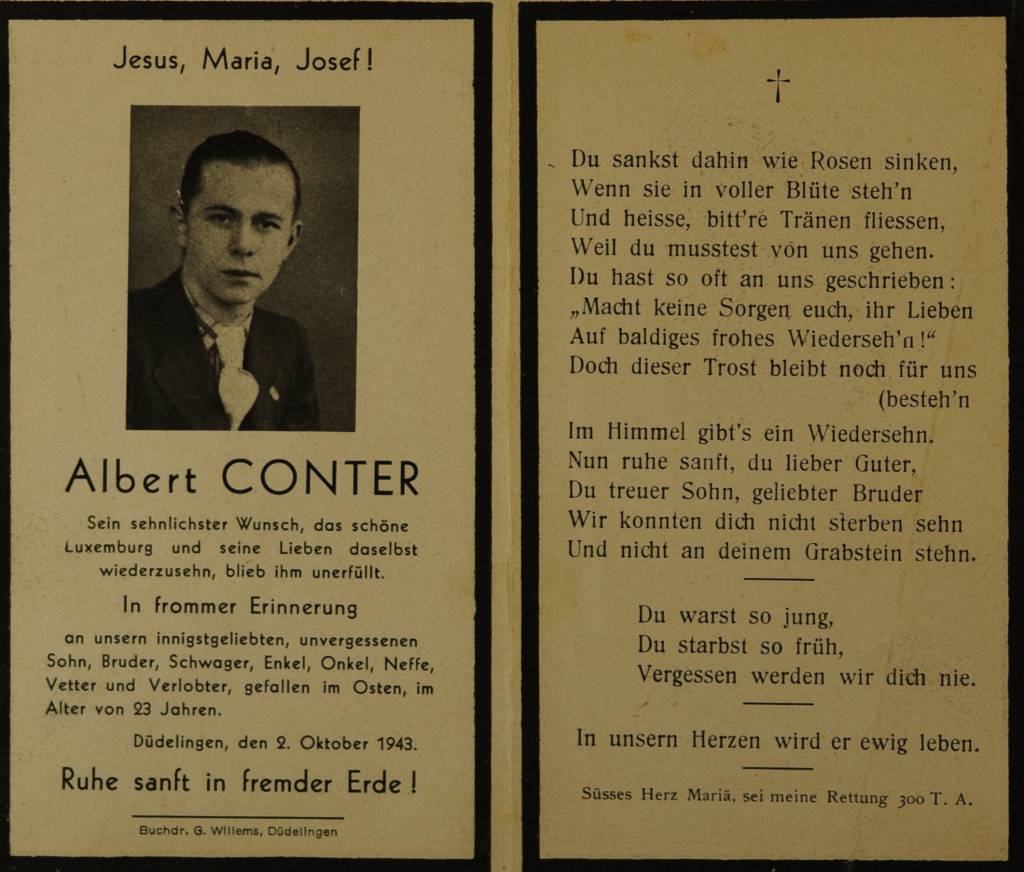 Jesus, Maria, Josef!
Albert CONTER
Sein sehnlichster Wunsch, das schöne
Luxemburg und seine Lieben daselbst
wiederzusehn, blieb ihm unerfüllt.
In frommer Erinnerung
an unsern innigstgeliebten, unvergessenen
Sohn, Bruder, Schwager, Enkel, Onkel, Neffe,
Vetter und Verlobter, gefallen im Osten, im
Alter von 23 Jahren.
Düdelingen, den 2. Oktober 1943.
Ruhe sanft in fremder Erde!
Buchdr. G. Willems, Düdelingen
Du sankst dahin wie Rosen sinken,
Wenn sie in voller Blüte steh'n
Und heisse, bitt're Tränen fliessen,
Weil du musstest von uns gehen.
Du hast so oft an uns geschrieben:
„Macht keine Sorgen euch, ihr Lieben
Auf baldiges frohes Wiederseh'n!“
Doch dieser Trost bleibt noch für uns
(besteh'n
Im Himmel gibt's ein Wiedersehn.
Nun ruhe sanft, du lieber Guter,
Du treuer Sohn, geliebter Bruder
Wir konnten dich nicht sterben sehn
Und nicht an deinem Grabstein stehn.
Du warst so jung,
Du starbst so früh,
Vergessen werden wir dich nie.
In unsern Herzen wird er ewig leben.
Süsses Herz Mariä, sei meine Rettung 300 T. A.